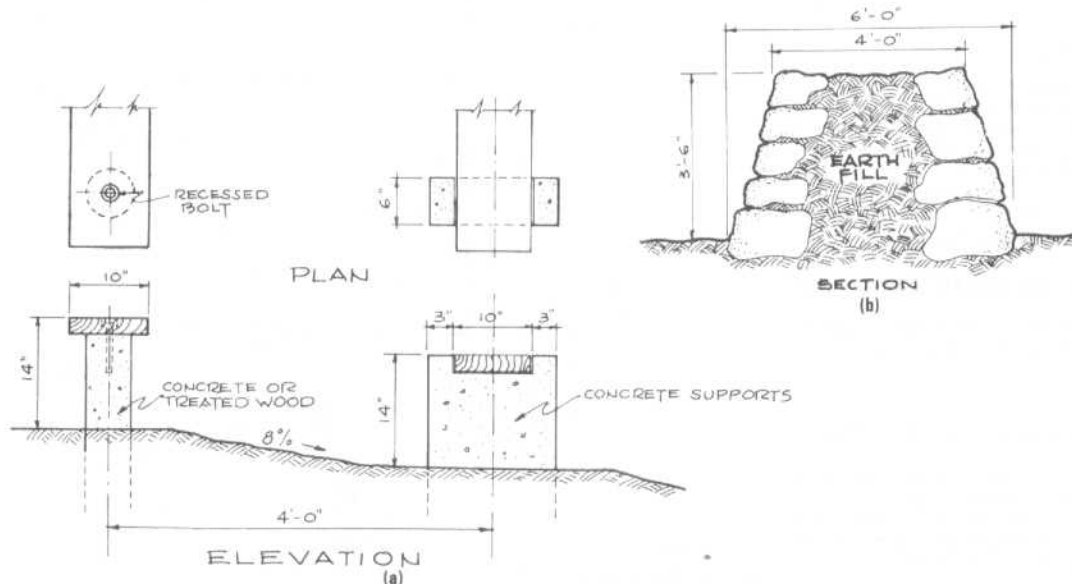 RECESSED
BOLT
6"
PLAN
10"
14"
CONCRETE OR
TREATED WOOD
8%
3" 10" 3"
14"
CONCRETE SUPPORTS
4'-0"
ELEVATION
(a)
6'-0"
4'-0"
3'-6"
EARTH
FILL
SECTION
(b)